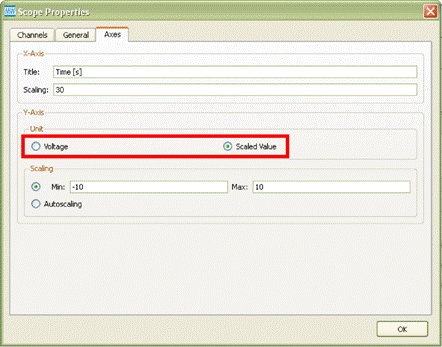 Scope Properties
Channels General Axes
X-Axis
Title: Time [s]
Scaling: 30
Y-Axis
Unit
Voltage Scaled Value
Scaling
Min: -10 Max: 10
Autoscaling
OK